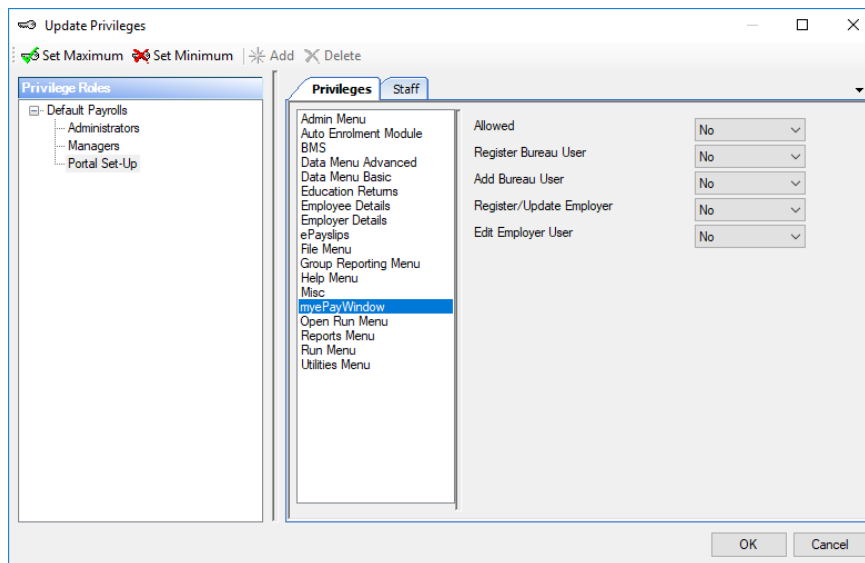 Update Privileges
Set Maximum Set Minimum Add Delete
Privilege Roles
Default Payrolls
Administrators
Managers
Portal Set-Up
Privileges Staff
Admin Menu
Auto Enrolment Module
BMS
Data Menu Advanced
Data Menu Basic
Education Returns
Employee Details
Employer Details
ePayslips
File Menu
Group Reporting Menu
Help Menu
Misc
myePayWindow
Open Run Menu
Reports Menu
Run Menu
Utilities Menu
Allowed No
Register Bureau User No
Add Bureau User No
Register/Update Employer No
Edit Employer User No
OK Cancel